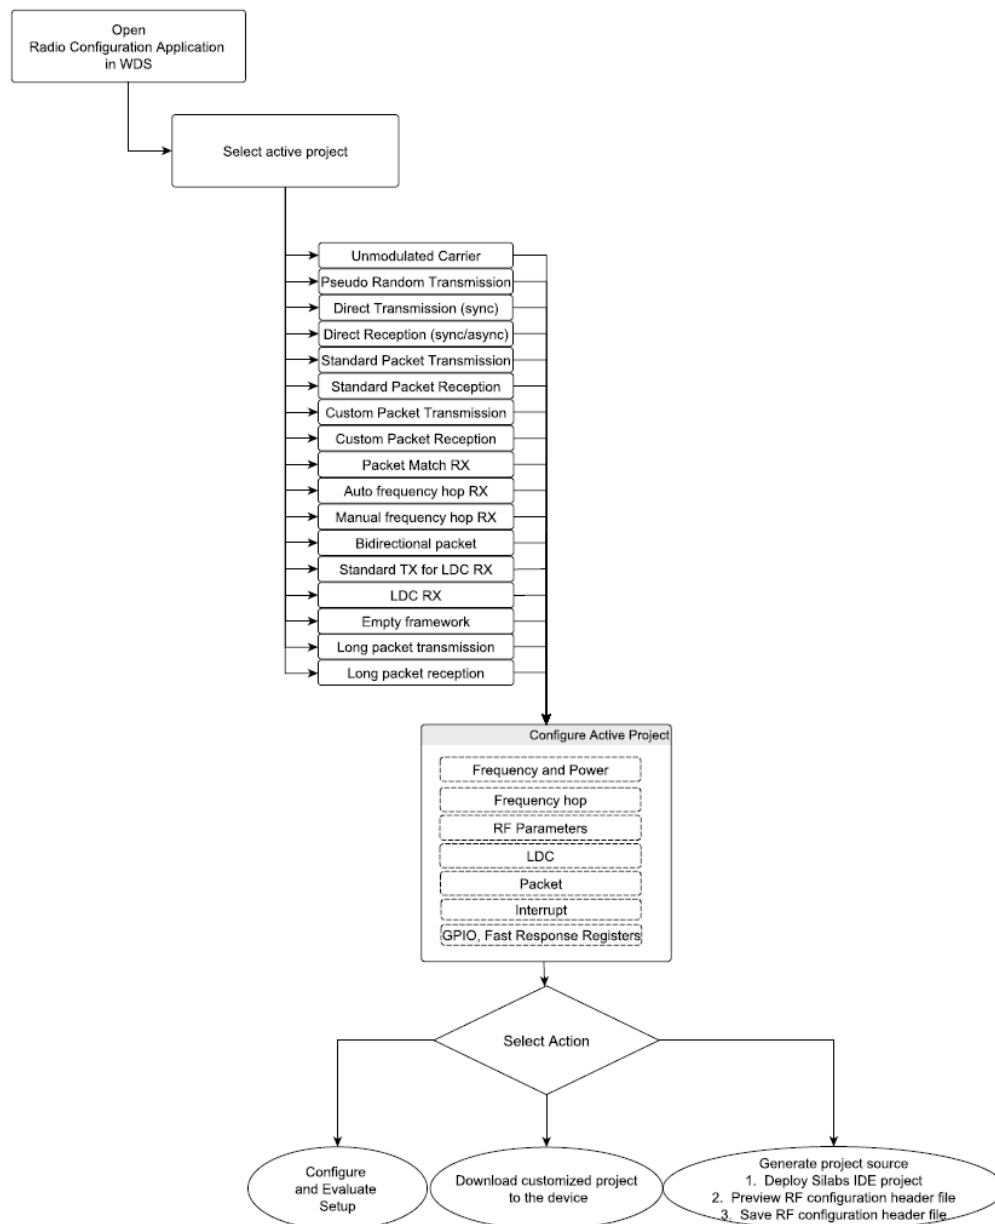 Open
Radio Configuration Application
in WDS
Select active project
Unmodulated Carrier
Pseudo Random Transmission
Direct Transmission (sync)
Direct Reception (sync/async)
Standard Packet Transmission
Standard Packet Reception
Custom Packet Transmission
Custom Packet Reception
Packet Match RX
Auto frequency hop RX
Manual frequency hop RX
Bidirectional packet
Standard TX for LDC RX
LDC RX
Empty framework
Long packet transmission
Long packet reception
Configure Active Project
Frequency and Power
Frequency hop
RF Parameters
LDC
Packet
Interrupt
GPIO, Fast Response Registers
Select Action
Configure
and Evaluate
Setup
Download customized project
to the device
Generate project source
1. Deploy Silabs IDE project
2. Preview RF configuration header file
3. Save RF configuration header file